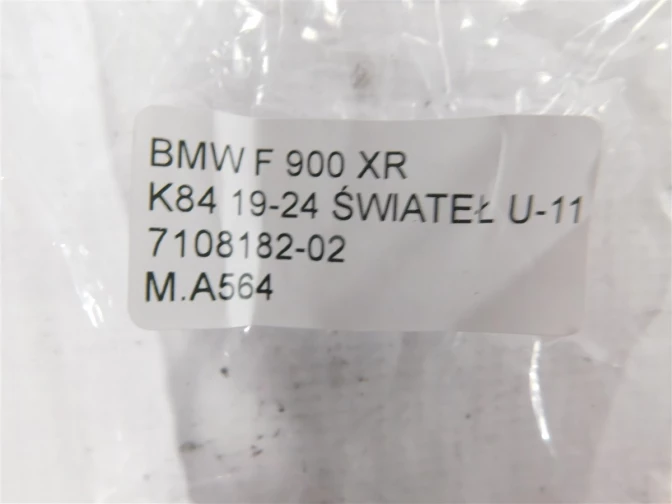 BMW F 900 XR
K84 19-24 ŚWIATEŁ U-11
7108182-02
M.A564